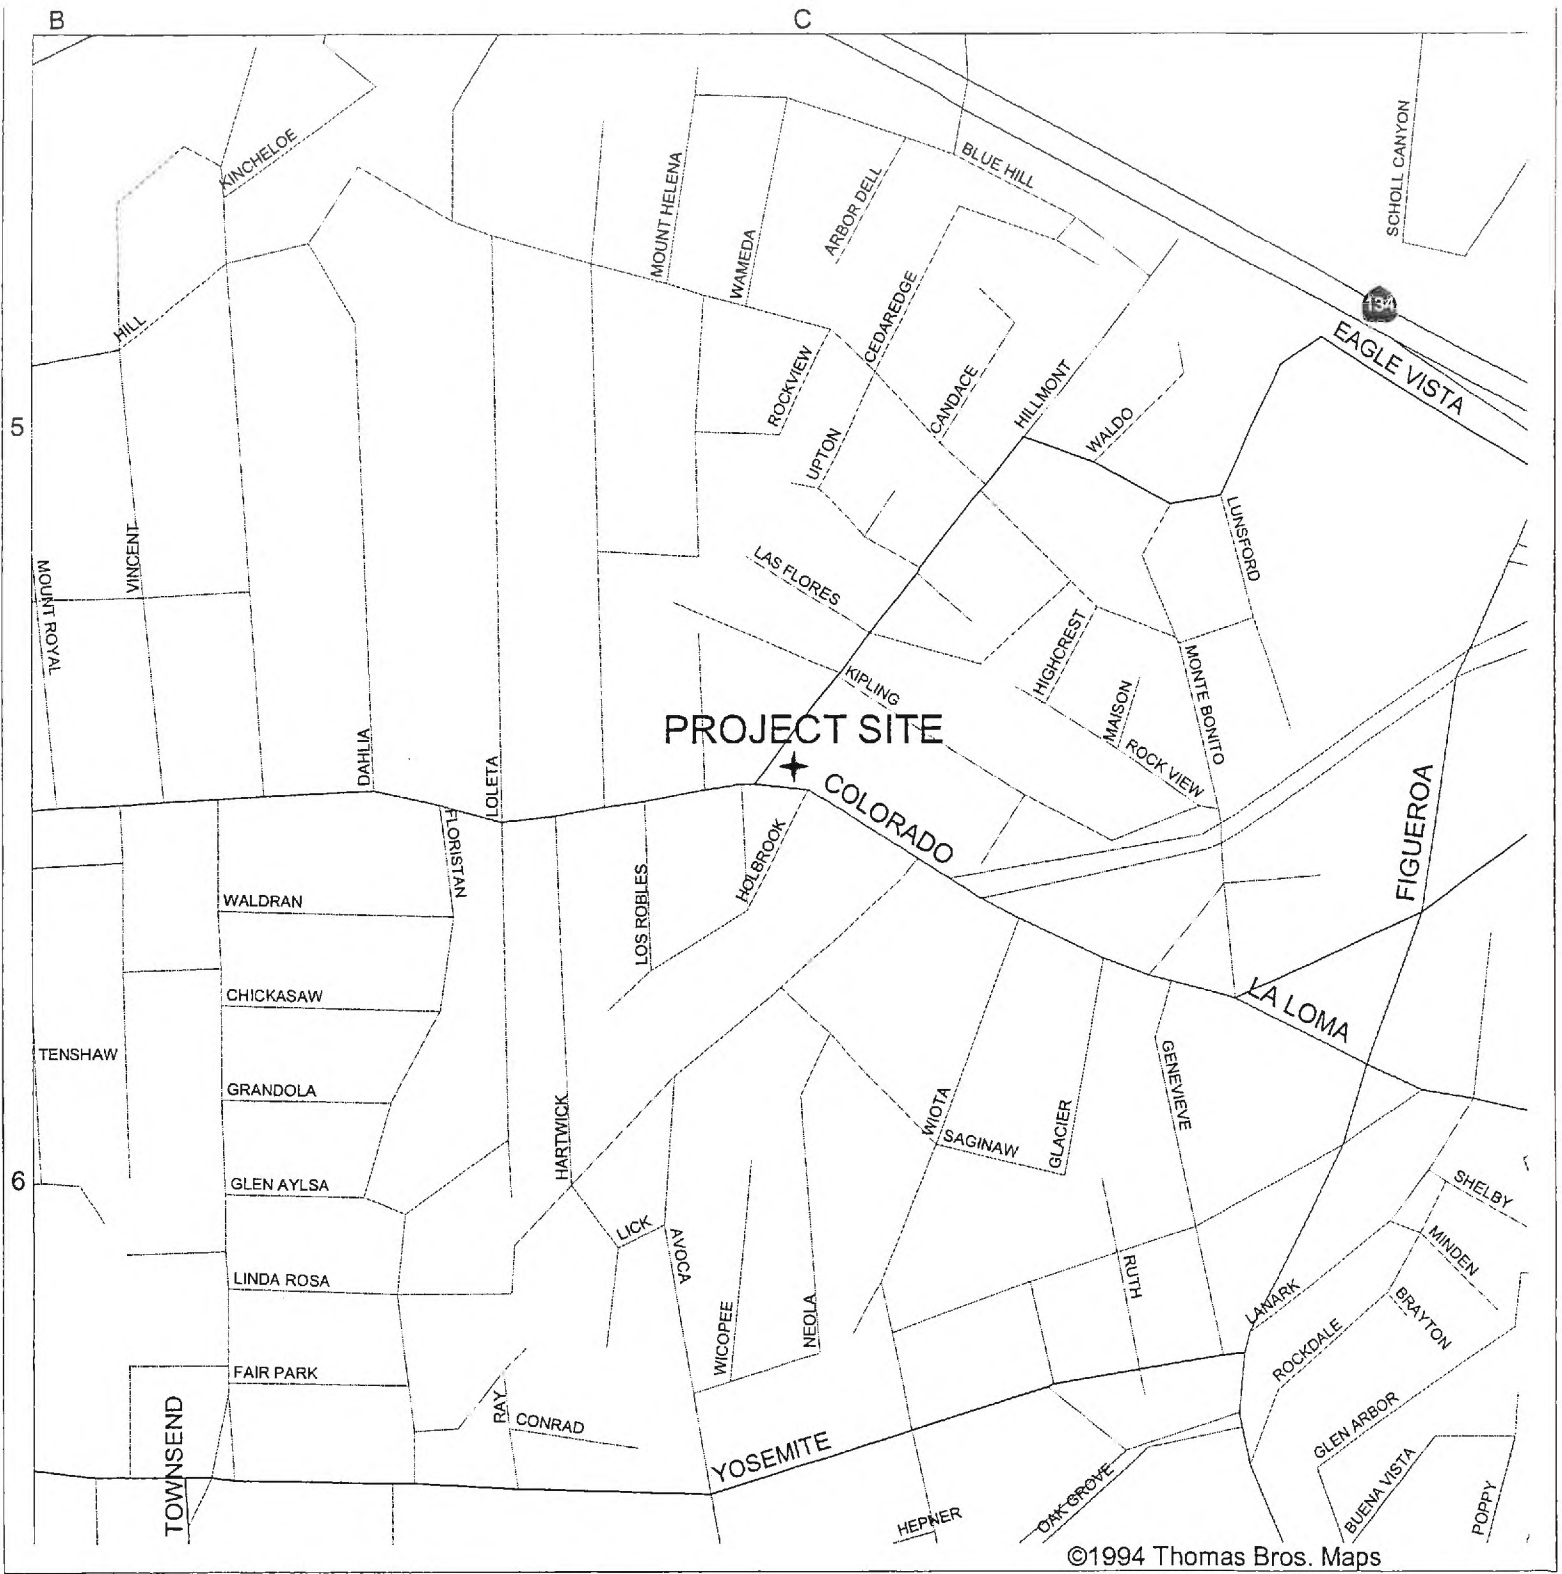 B
C
KINCHELOE
MOUNT HELENA
WAMEDA
ARBOR DELL
BLUE HILL
SCHOLL CANYON
134
EAGLE VISTA
HILL
CEDAREDGE
ROCKVIEW
CANDACE
HILLMONT
WALDO
5
UPTON
LUNSFORD
VINCENT
MOUNT ROYAL
LAS FLORES
HIGHCREST
KIPLING
MAISON
MONTE BONITO
PROJECT SITE
ROCK VIEW
DAHLIA
LOLETA
COLORADO
FIGUEROA
FLORISTAN
HOLBROOK
LOS ROBLES
WALDRAN
CHICKASAW
LA LOMA
TENSHAW
GRANDOLA
HARTWICK
WIOTA
SAGINAW
GLACIER
GENEVIEVE
6
GLEN AYLSA
SHELBY
LICK
AVOCA
MINDEN
LINDA ROSA
RUTH
LANARK
BRAYTON
WICOPEE
NEOLA
ROCKDALE
FAIR PARK
TOWNSEND
RAY
CONRAD
GLEN ARBOR
YOSEMITE
BUENA VISTA
OAK GROVE
POPPY
HEPNER
©1994 Thomas Bros. Maps